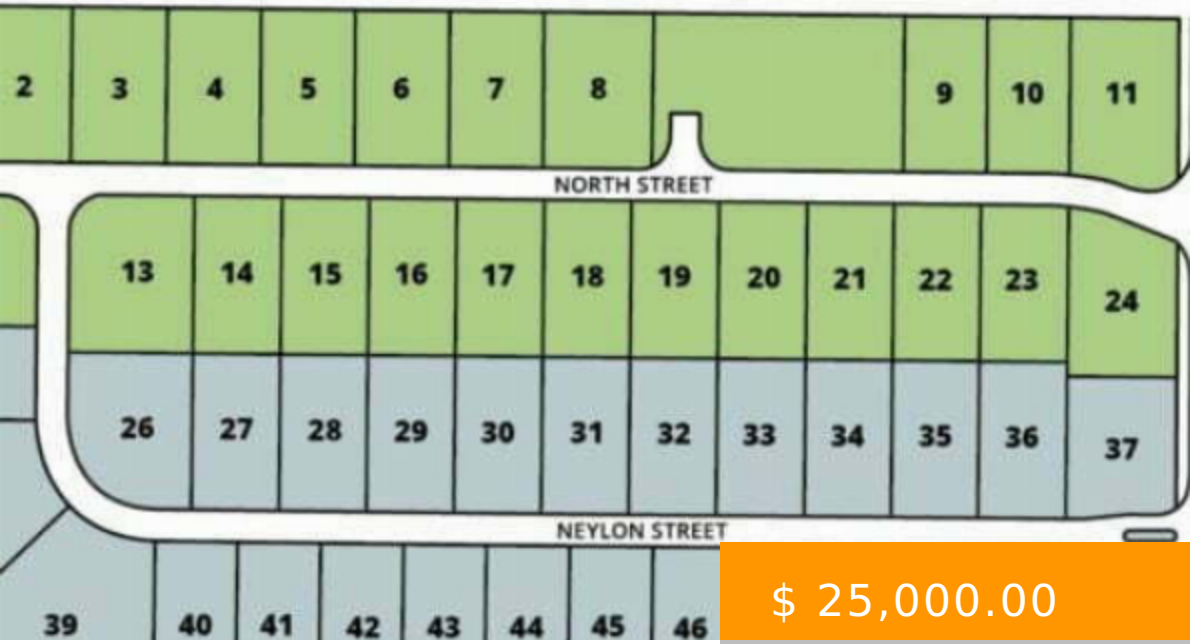 2 3 4 5 6 7 8 9 10 11
NORTH STREET
13 14 15 16 17 18 19 20 21 22 23 24
26 27 28 29 30 31 32 33 34 35 36 37
NEYLON STREET
39 40 41 42 43 44 45 46
$ 25,000.00